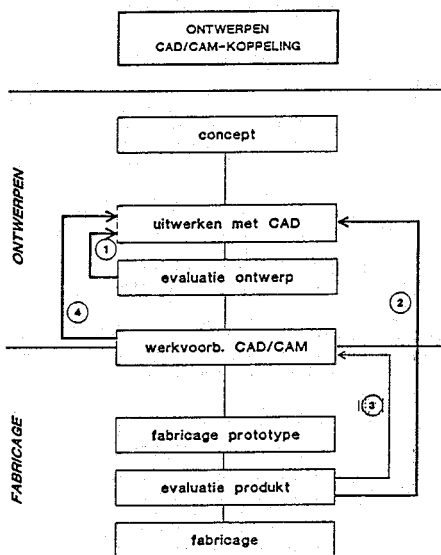 ONTWERPEN
CAD/CAM-KOPPELING
concept
ONTWERPEN
uitwerken met CAD
1
evaluatie ontwerp
2
4
werkvoorb. CAD/CAM
3
FABRICAGE
fabricage prototype
evaluatie produkt
fabricage